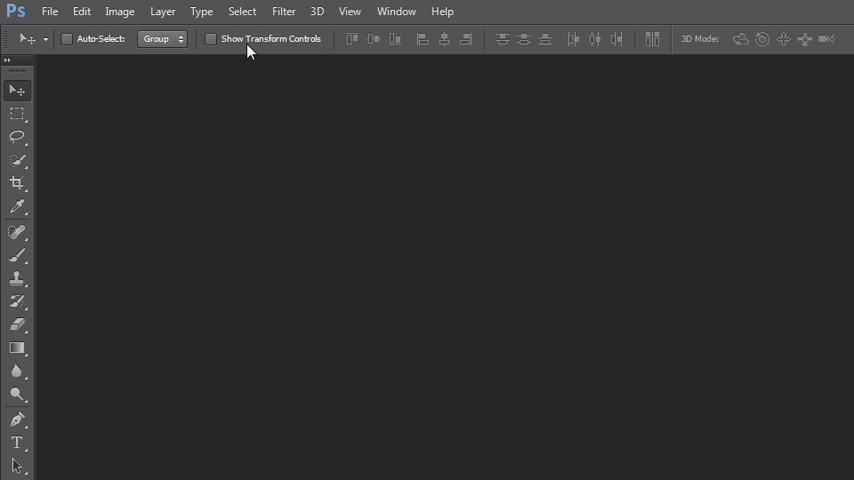 Ps File Edit Image Layer Type Select Filter 3D View Window Help
Auto-Select: Group Show Transform Controls 3D Mode:
T